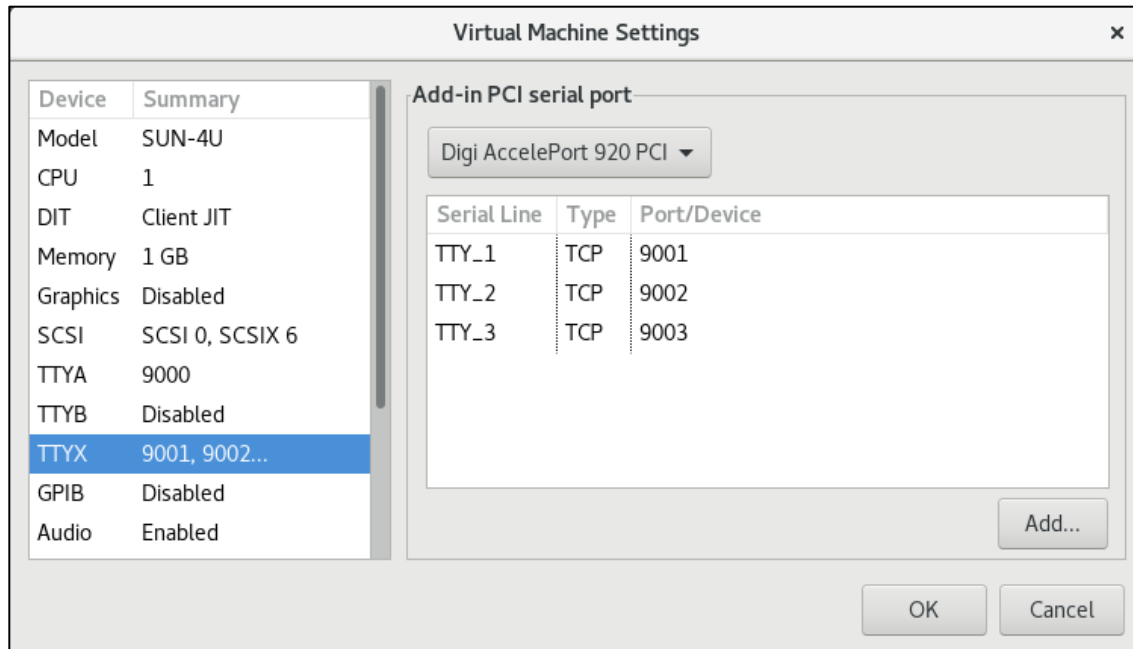 Virtual Machine Settings ×
Device Summary
Model SUN-4U
CPU 1
DIT Client JIT
Memory 1 GB
Graphics Disabled
SCSI SCSI 0, SCSIX 6
TTYA 9000
TTYB Disabled
TTYX 9001, 9002...
GPIB Disabled
Audio Enabled
Add-in PCI serial port
Digi AccelePort 920 PCI
Serial Line Type Port/Device
TTY_1 TCP 9001
TTY_2 TCP 9002
TTY_3 TCP 9003
Add...
OK Cancel